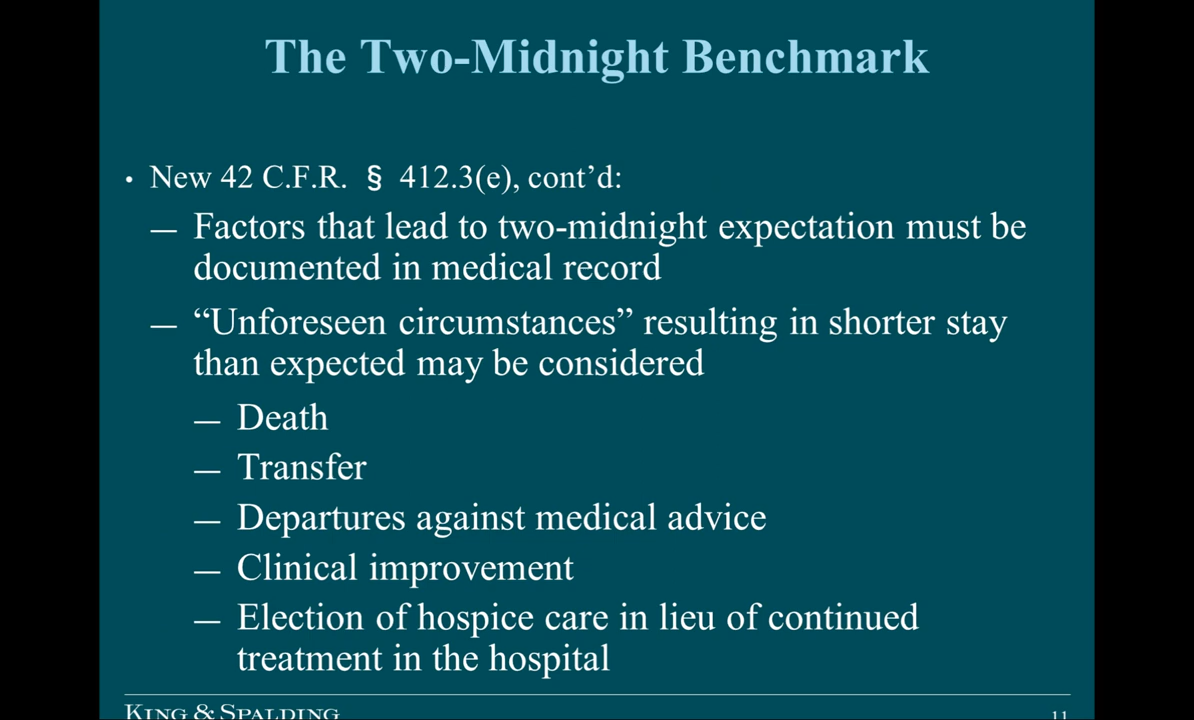 The Two-Midnight Benchmark
• New 42 C.F.R. § 412.3(e), cont’d:
— Factors that lead to two-midnight expectation must be
documented in medical record
— “Unforeseen circumstances” resulting in shorter stay
than expected may be considered
— Death
— Transfer
— Departures against medical advice
— Clinical improvement
— Election of hospice care in lieu of continued
treatment in the hospital
KING & SPALDING
11